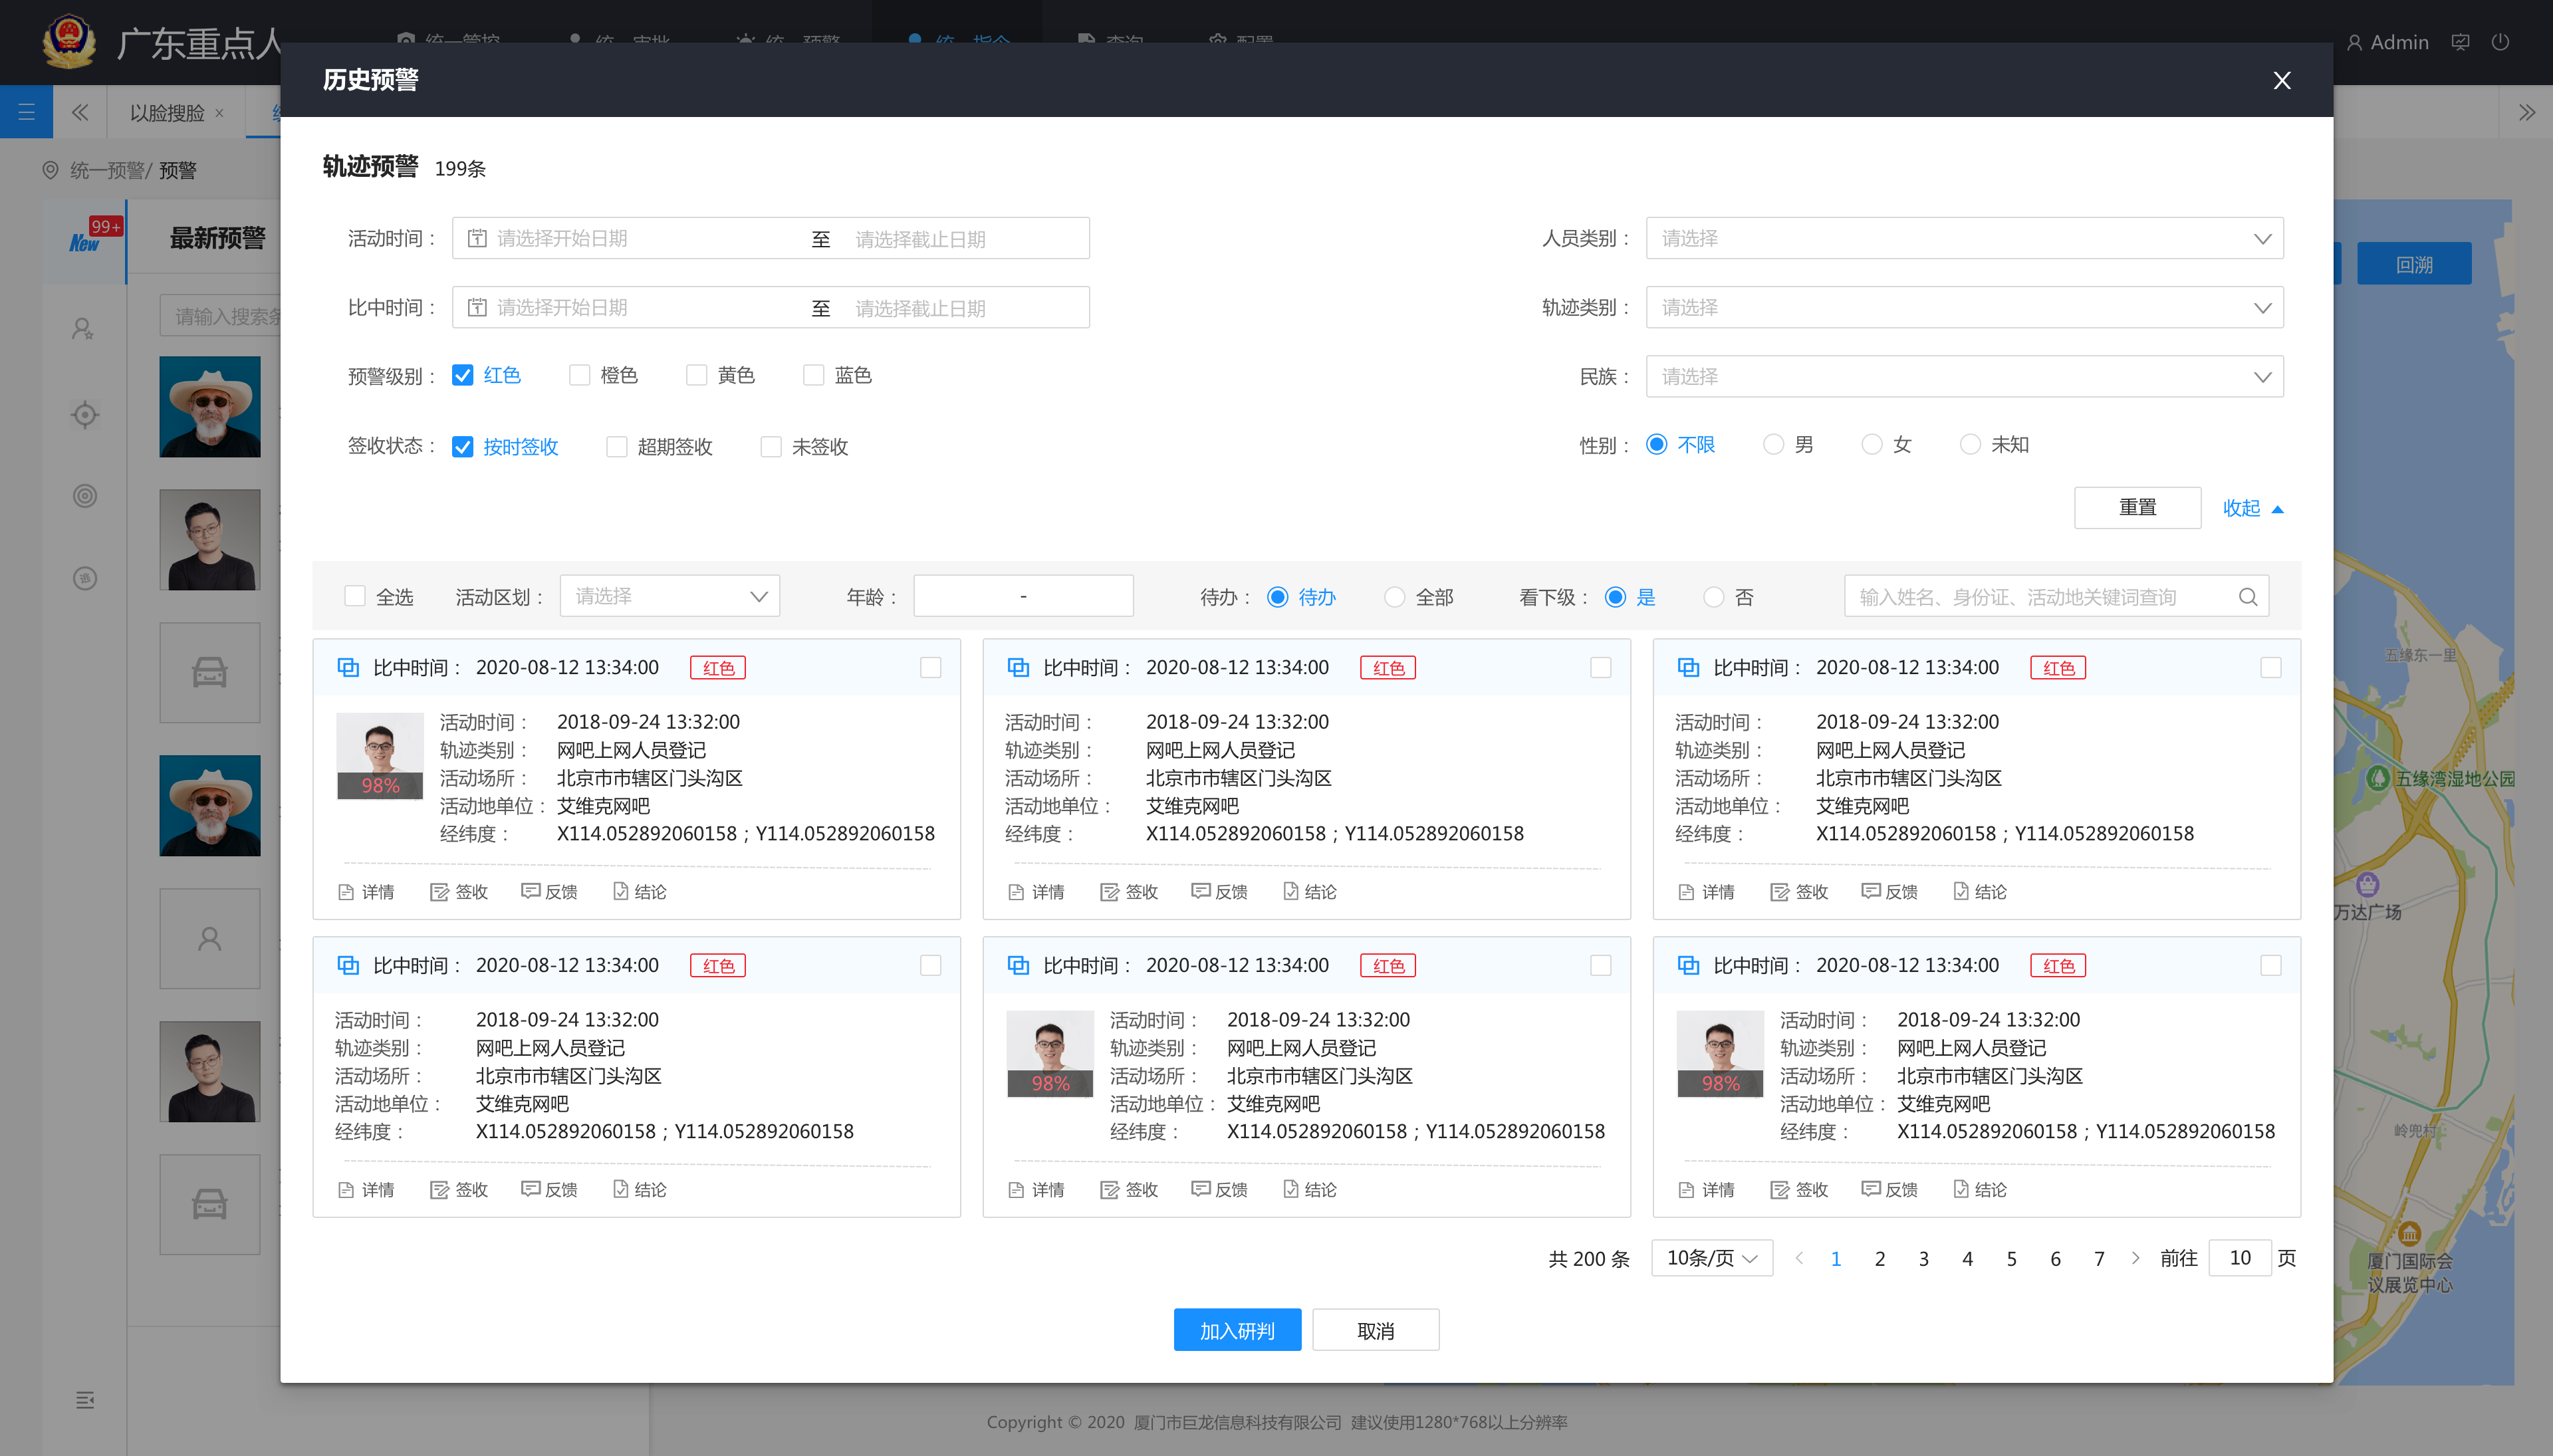 广东重点人
统一管控
统一审批
统一预警
统一指令
查询
配置
Admin
历史预警
以脸搜脸
统一预警/ 预警
99+
New
最新预警
请输入搜索条
轨迹预警 199条
活动时间： 请选择开始日期 至 请选择截止日期
人员类别： 请选择
比中时间： 请选择开始日期 至 请选择截止日期
轨迹类别： 请选择
预警级别： 红色 橙色 黄色 蓝色
民族： 请选择
签收状态： 按时签收 超期签收 未签收
性别： 不限 男 女 未知
重置 收起
回溯
全选 活动区划： 请选择 年龄： - 待办： 待办 全部 看下级： 是 否 输入姓名、身份证、活动地关键词查询
比中时间： 2020-08-12 13:34:00 红色
活动时间： 2018-09-24 13:32:00
轨迹类别： 网吧上网人员登记
活动场所： 北京市市辖区门头沟区
活动地单位： 艾维克网吧
经纬度： X114.052892060158；Y114.052892060158
98%
详情 签收 反馈 结论
比中时间： 2020-08-12 13:34:00 红色
活动时间： 2018-09-24 13:32:00
轨迹类别： 网吧上网人员登记
活动场所： 北京市市辖区门头沟区
活动地单位： 艾维克网吧
经纬度： X114.052892060158；Y114.052892060158
详情 签收 反馈 结论
比中时间： 2020-08-12 13:34:00 红色
活动时间： 2018-09-24 13:32:00
轨迹类别： 网吧上网人员登记
活动场所： 北京市市辖区门头沟区
活动地单位： 艾维克网吧
经纬度： X114.052892060158；Y114.052892060158
详情 签收 反馈 结论
比中时间： 2020-08-12 13:34:00 红色
活动时间： 2018-09-24 13:32:00
轨迹类别： 网吧上网人员登记
活动场所： 北京市市辖区门头沟区
活动地单位： 艾维克网吧
经纬度： X114.052892060158；Y114.052892060158
详情 签收 反馈 结论
比中时间： 2020-08-12 13:34:00 红色
活动时间： 2018-09-24 13:32:00
轨迹类别： 网吧上网人员登记
活动场所： 北京市市辖区门头沟区
活动地单位： 艾维克网吧
经纬度： X114.052892060158；Y114.052892060158
98%
详情 签收 反馈 结论
比中时间： 2020-08-12 13:34:00 红色
活动时间： 2018-09-24 13:32:00
轨迹类别： 网吧上网人员登记
活动场所： 北京市市辖区门头沟区
活动地单位： 艾维克网吧
经纬度： X114.052892060158；Y114.052892060158
98%
详情 签收 反馈 结论
五缘东一里
五缘湾湿地公园
万达广场
岭兜村
厦门国际会
议展览中心
共 200 条 10条/页 1 2 3 4 5 6 7 前往 10 页
加入研判 取消
Copyright © 2020 厦门市巨龙信息科技有限公司 建议使用1280*768以上分辨率